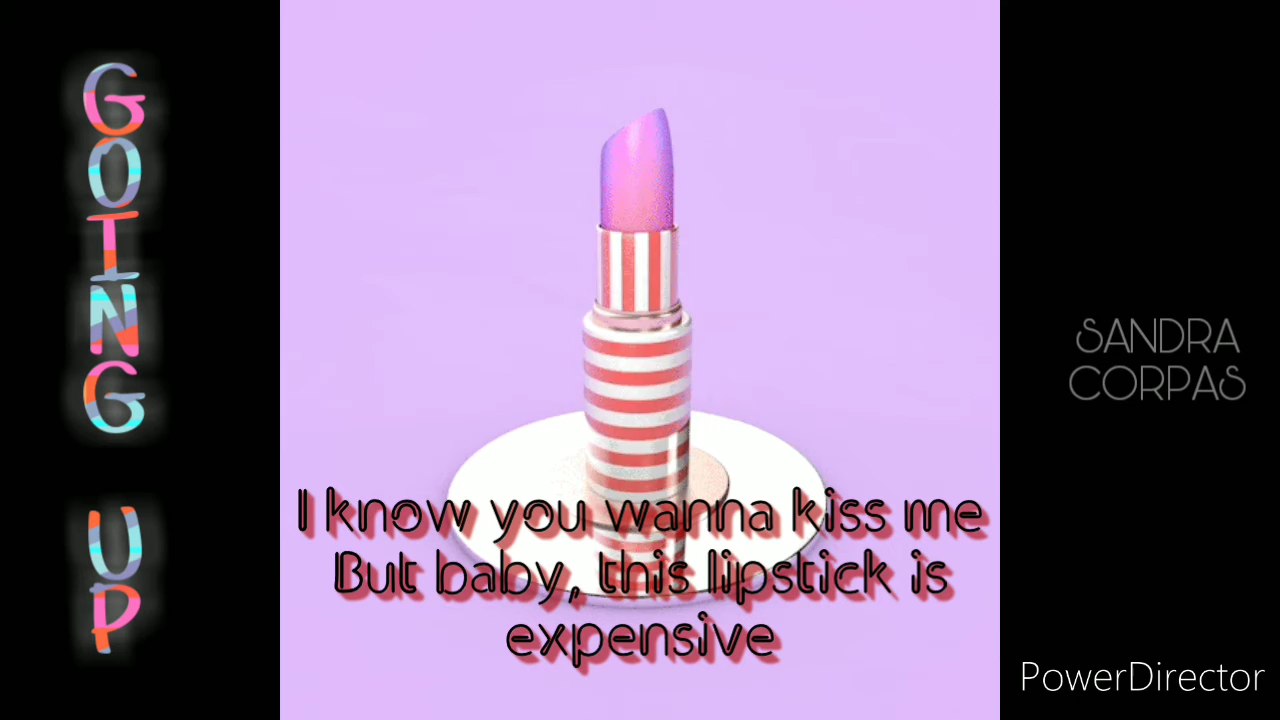 GOING
UP
I know you wanna kiss me
But baby, this lipstick is
expensive
SANDRA
CORPAS
PowerDirector